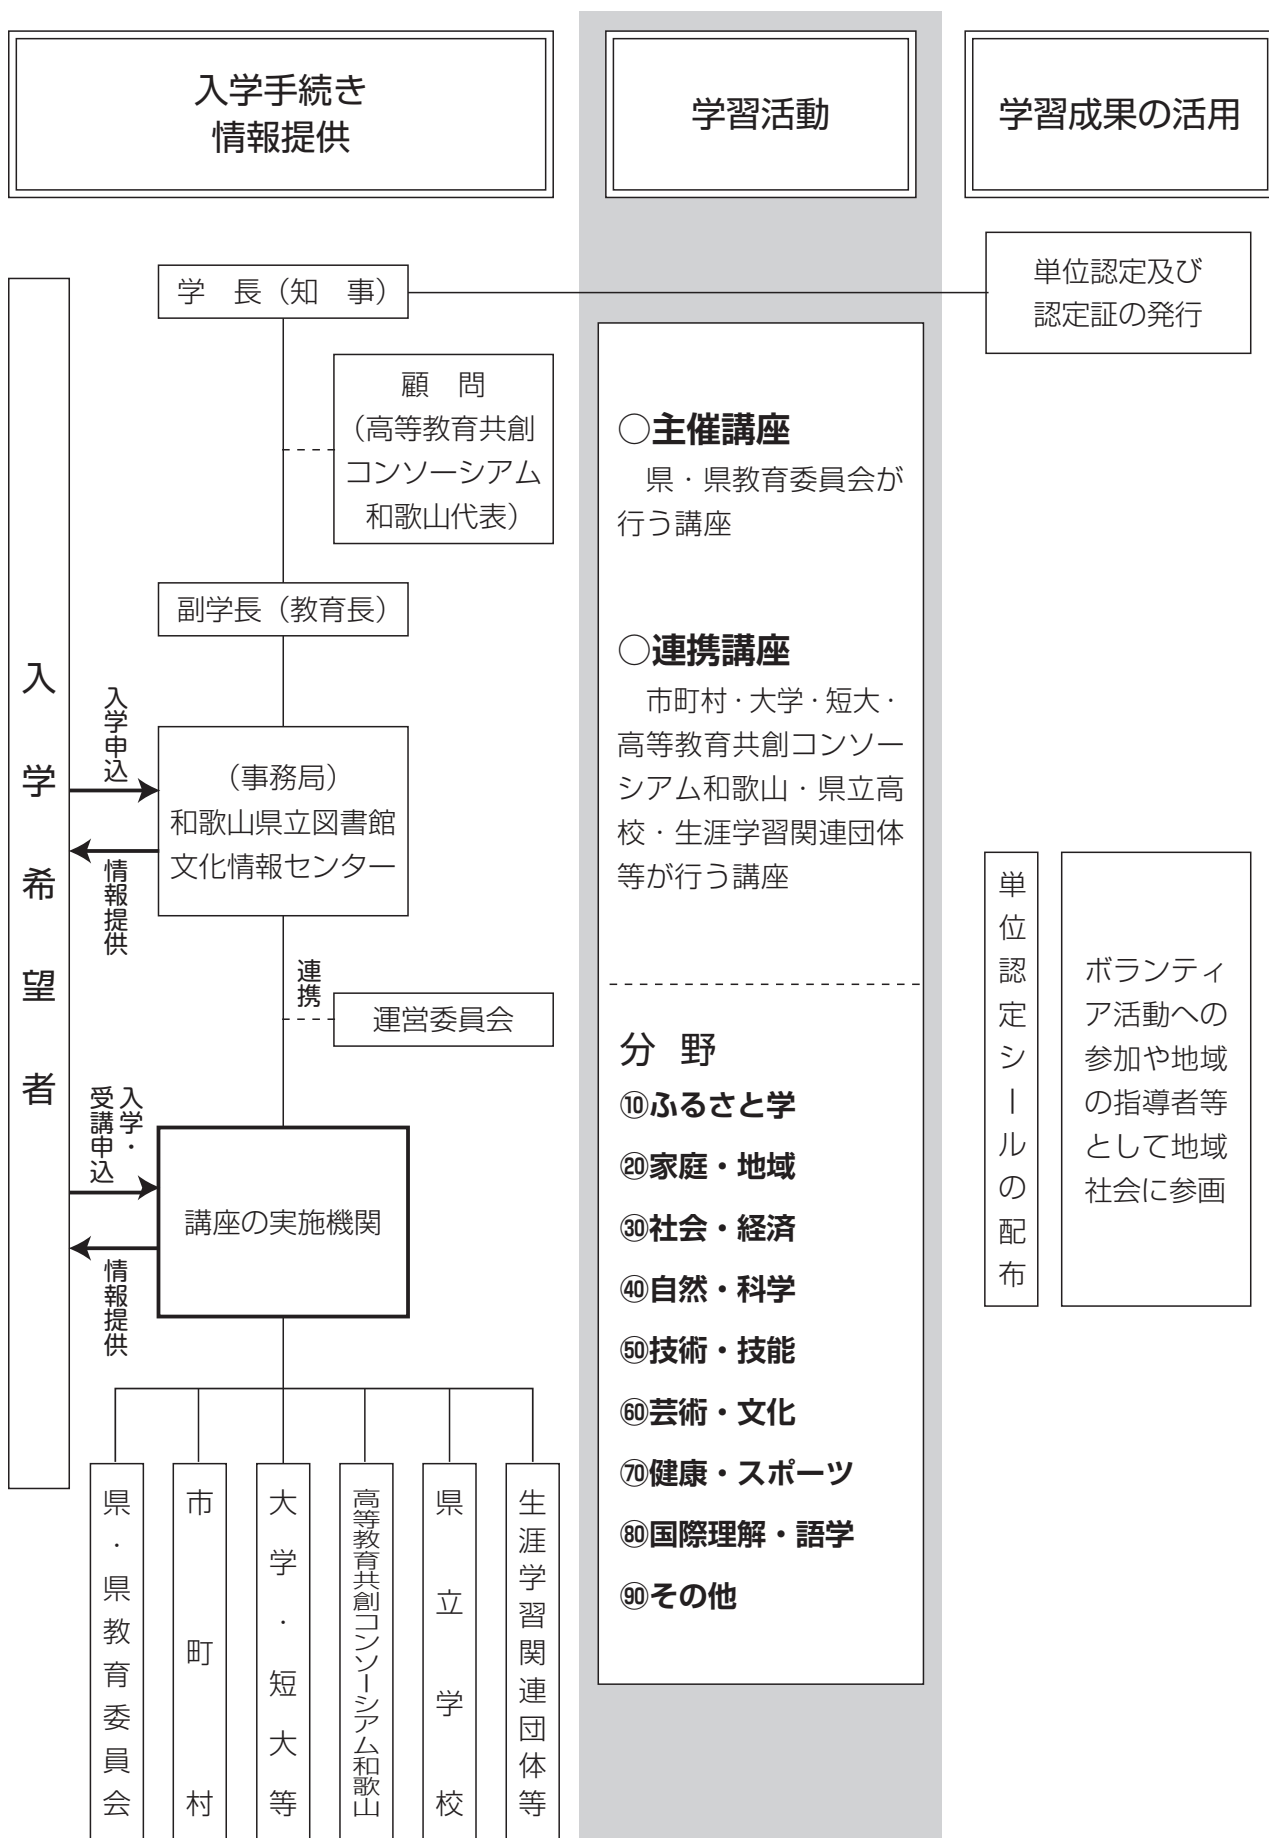 入学手続き
情報提供
学習活動
学習成果の活用
入学希望者
学　長（知　事）
顧　問
（高等教育共創
コンソーシアム
和歌山代表）
副学長（教育長）
入学申込
（事務局）
和歌山県立図書館
文化情報センター
情報提供
連携
運営委員会
入学・
受講申込
講座の実施機関
情報提供
県・県教育委員会
市町村
大学・短大等
高等教育共創コンソーシアム和歌山
県立学校
生涯学習関連団体等
○主催講座
県・県教育委員会が
行う講座
○連携講座
市町村・大学・短大・
高等教育共創コンソー
シアム和歌山・県立高
校・生涯学習関連団体
等が行う講座
分　野
⑩ふるさと学
⑳家庭・地域
㉚社会・経済
㊵自然・科学
㊿技術・技能
60芸術・文化
70健康・スポーツ
80国際理解・語学
90その他
単位認定及び
認定証の発行
単位認定シールの配布
ボランティ
ア活動への
参加や地域
の指導者等
として地域
社会に参画